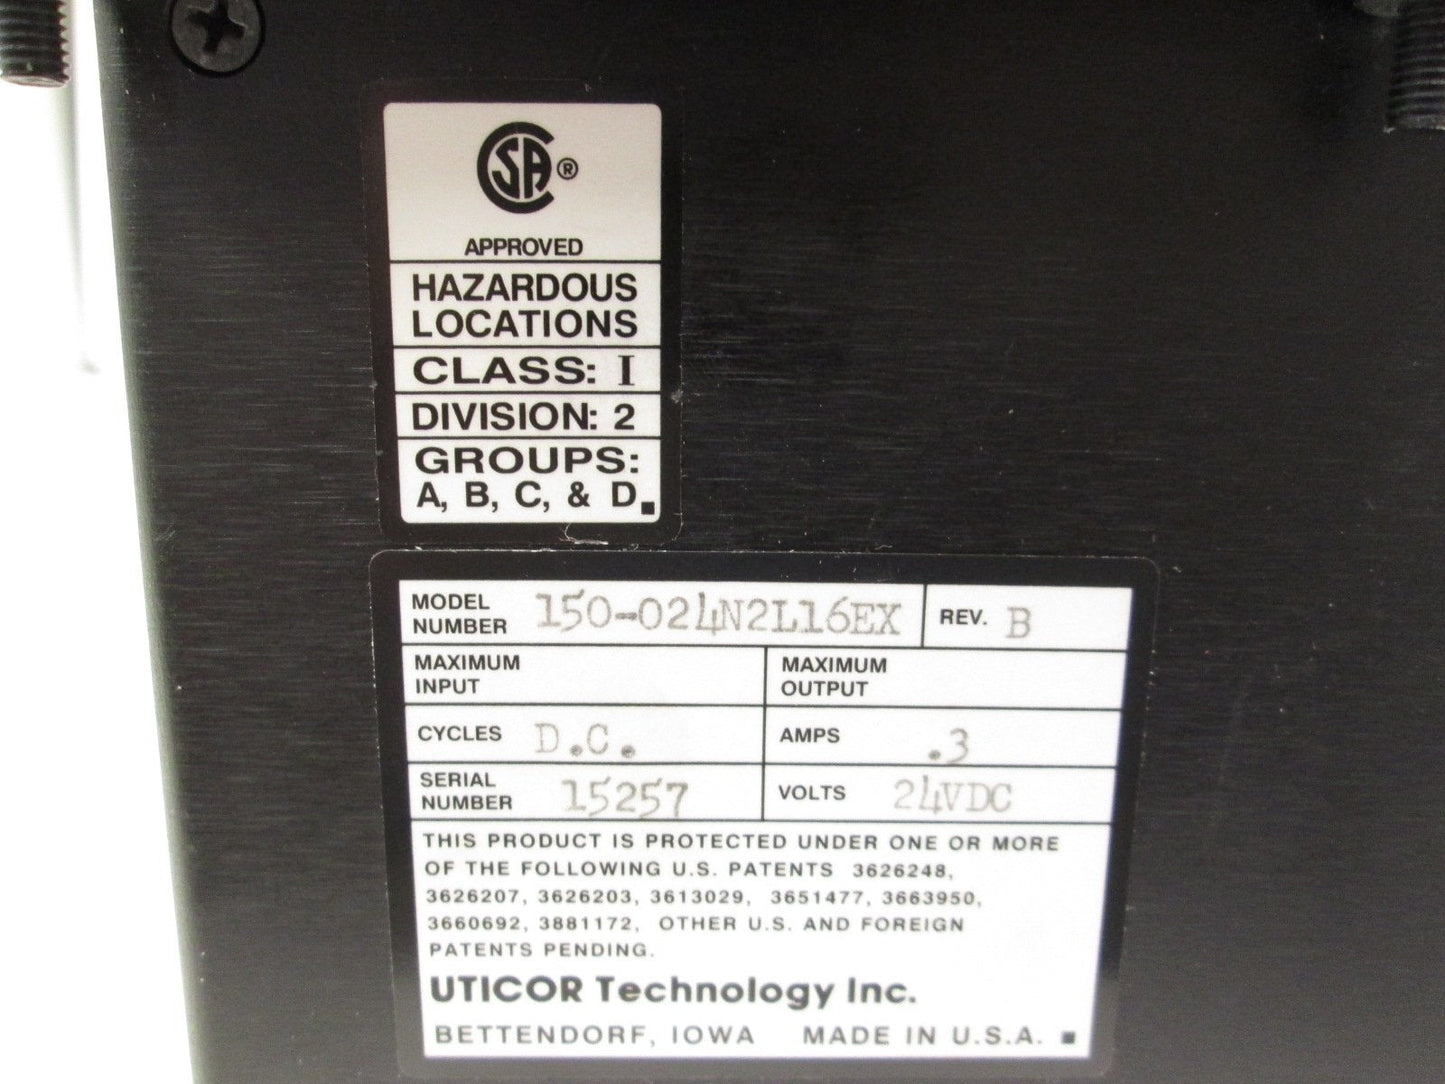 CSA®
APPROVED
HAZARDOUS
LOCATIONS
CLASS: I
DIVISION: 2
GROUPS:
A, B, C, & D
MODEL NUMBER 150-024N2L16EX REV. B
MAXIMUM INPUT MAXIMUM OUTPUT
CYCLES D.C. AMPS .3
SERIAL NUMBER 15257 VOLTS 24VDC
THIS PRODUCT IS PROTECTED UNDER ONE OR MORE
OF THE FOLLOWING U.S. PATENTS 3626248,
3626207, 3626203, 3613029, 3651477, 3663950,
3660692, 3881172, OTHER U.S. AND FOREIGN
PATENTS PENDING.
UTICOR Technology Inc.
BETTENDORF, IOWA MADE IN U.S.A.